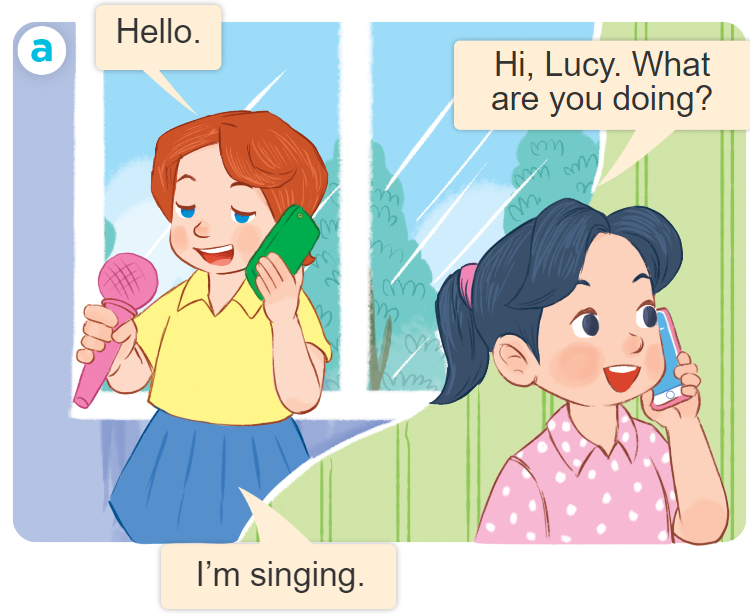 a
Hello.
Hi, Lucy. What
are you doing?
I'm singing.